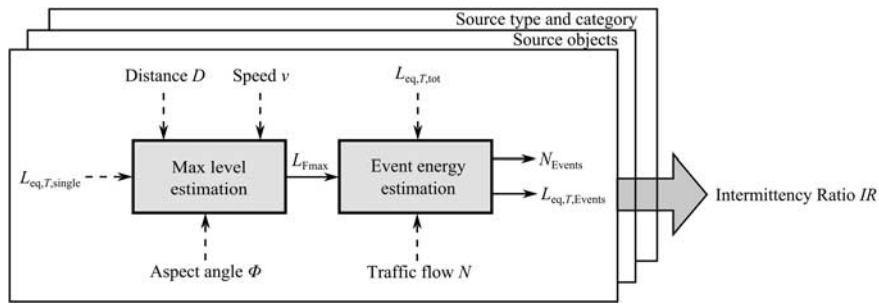 Source type and category
Source objects
Distance D
Speed v
L_eq,T,tot
L_eq,T,single
Max level
estimation
L_Fmax
Event energy
estimation
N_Events
L_eq,T,Events
Intermittency Ratio IR
Aspect angle Φ
Traffic flow N